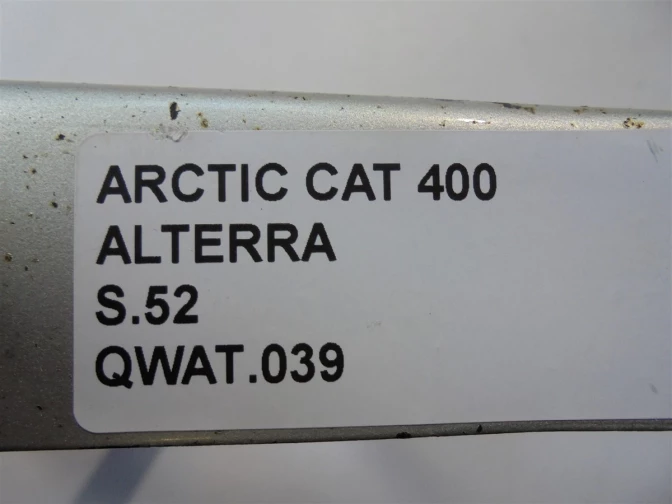 ARCTIC CAT 400
ALTERRA
S.52
QWAT.039